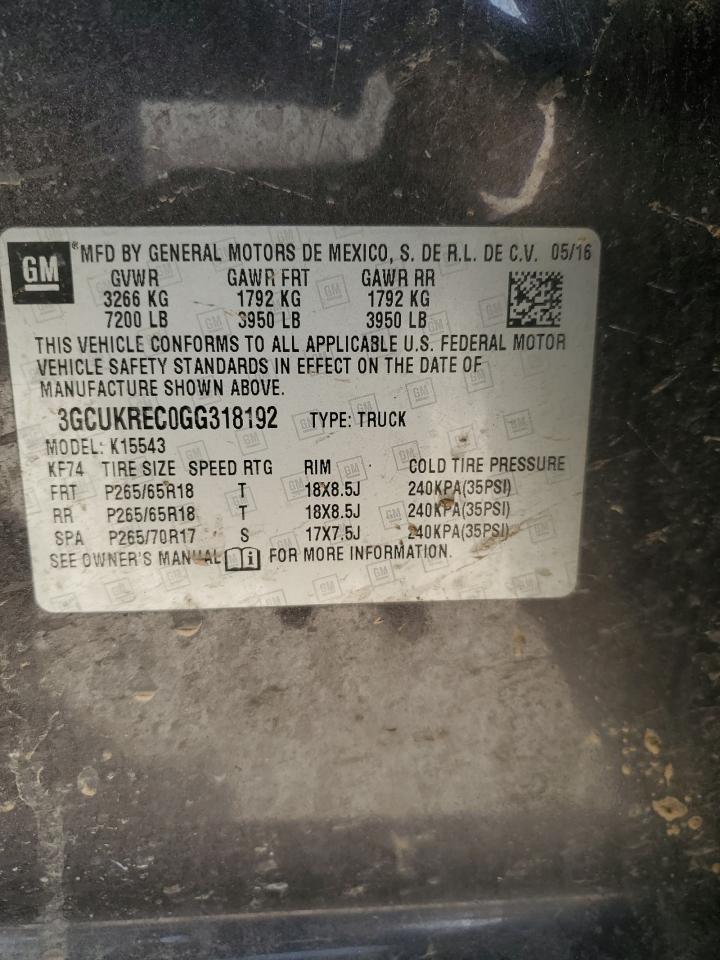 GM ® MFD BY GENERAL MOTORS DE MEXICO, S. DE R.L. DE C.V. 05/16
GVWR GAWR FRT GAWR RR
3266 KG 1792 KG 1792 KG
7200 LB 3950 LB 3950 LB
THIS VEHICLE CONFORMS TO ALL APPLICABLE U.S. FEDERAL MOTOR
VEHICLE SAFETY STANDARDS IN EFFECT ON THE DATE OF
MANUFACTURE SHOWN ABOVE.
3GCUKREC0GG318192 TYPE: TRUCK
MODEL: K15543
KF74 TIRE SIZE SPEED RTG RIM COLD TIRE PRESSURE
FRT P265/65R18 T 18X8.5J 240KPA(35PSI)
RR P265/65R18 T 18X8.5J 240KPA(35PSI)
SPA P265/70R17 S 17X7.5J 240KPA(35PSI)
SEE OWNER'S MANUAL FOR MORE INFORMATION.